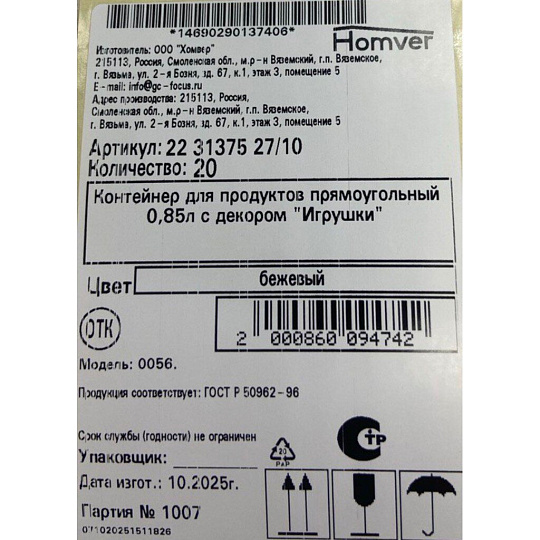 *14690290137406*
Изготовитель: ООО "Хомвер"
Homver
215113, Россия, Смоленская обл., м.р-н Вяземский, г.п. Вяземское,
г. Вязьма, ул. 2-я Бозня, зд. 67, к.1, этаж 3, помещение 5
E-mail: info@gc-focus.ru
Адрес производства: 215113, Россия,
Смоленская обл., м.р-н Вяземский, г.п. Вяземское,
г. Вязьма, ул. 2-я Бозня, зд. 67, к.1, этаж 3, помещение 5
Артикул: 22 31375 27/10
Количество: 20
Контейнер для продуктов прямоугольный
0,85л с декором "Игрушки"
Цвет бежевый
ОТК
2 000860 094742
Модель: 0056.
Продукция соответствует: ГОСТ Р 50962-96
Срок службы (годности) не ограничен
Упаковщик:
Дата изгот.: 10.2025г.
Партия № 1007
071020251511826
20
PAP
СТР